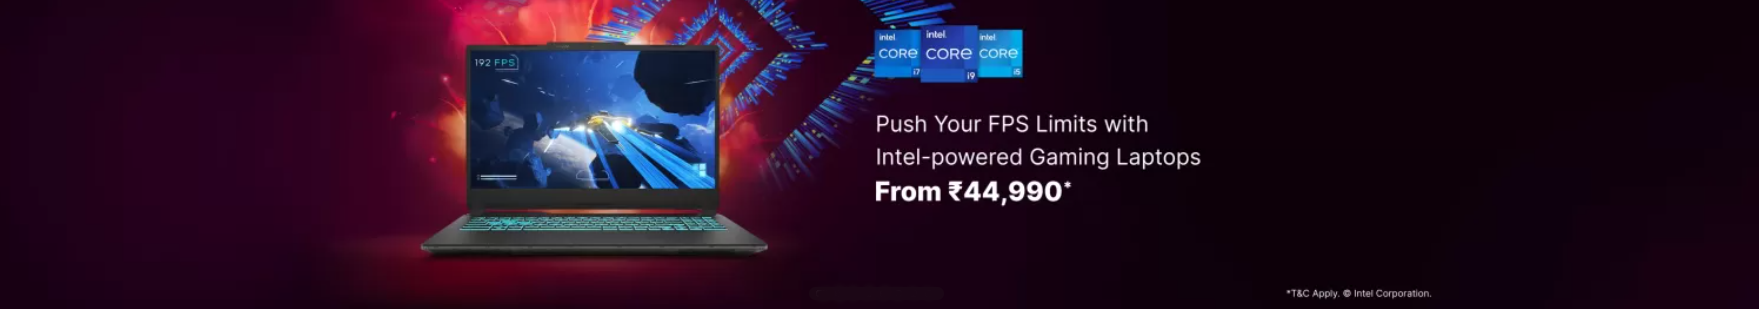 192 FPS
intel.
CORE
i7
intel.
CORE
i9
intel.
CORE
i5
Push Your FPS Limits with
Intel-powered Gaming Laptops
From ₹44,990*
*T&C Apply. © Intel Corporation.